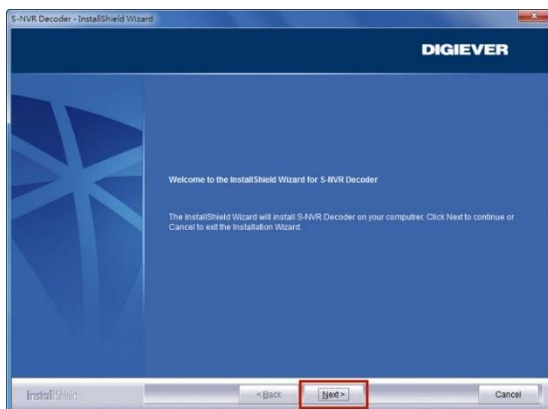 S-NVR Decoder - InstallShield Wizard
DIGIEVER
Welcome to the InstallShield Wizard for S-NVR Decoder
The InstallShield Wizard will install S-NVR Decoder on your computrer. Click Next to continue or
Cancel to exit the Installation Wizard.
InstallShield
< Back
Next >
Cancel